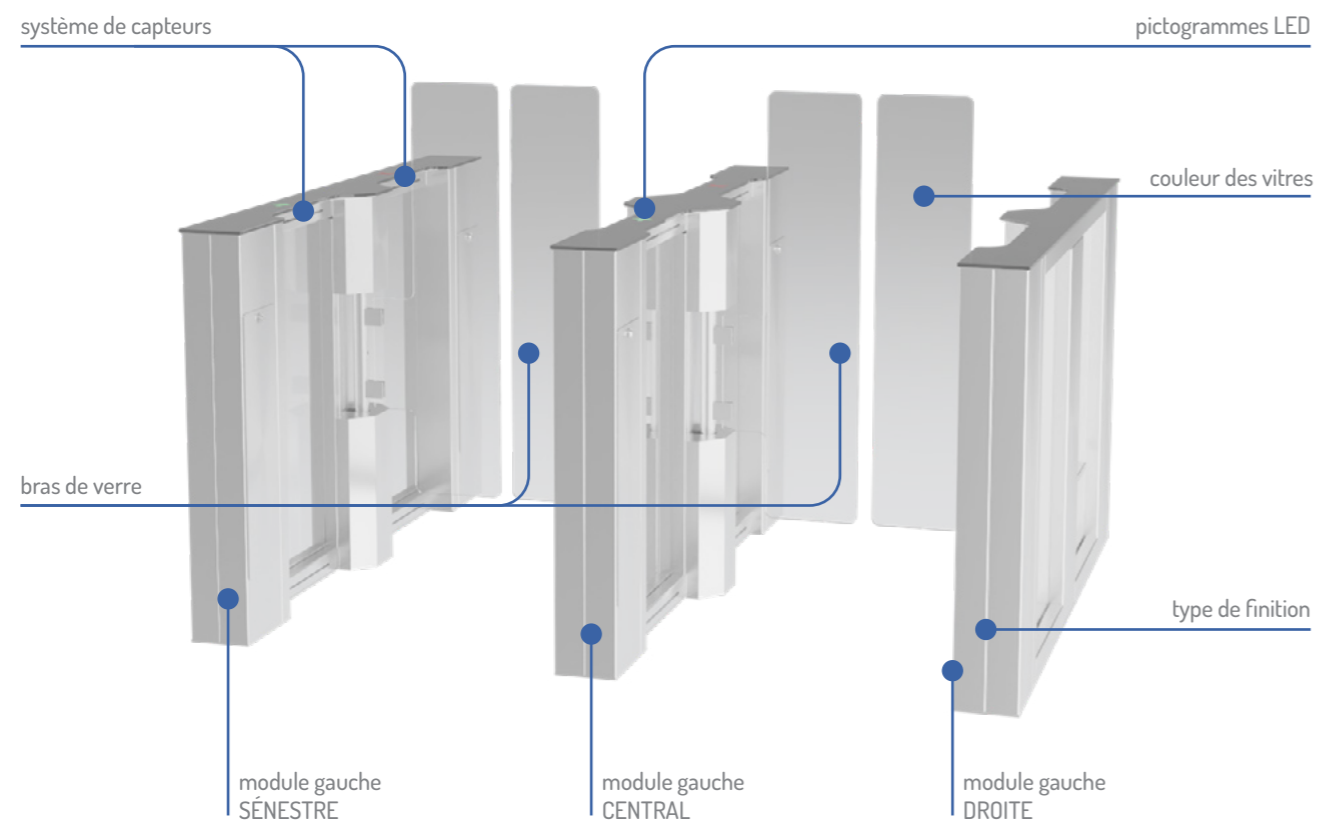 système de capteurs
pictogrammes LED
couleur des vitres
bras de verre
type de finition
module gauche
SÉNESTRE
module gauche
CENTRAL
module gauche
DROITE